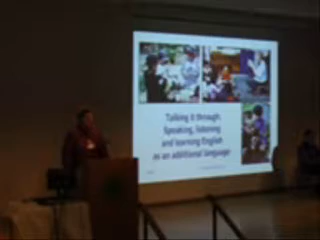 Talking it through.
Speaking, listening
and learning English
as an additional language